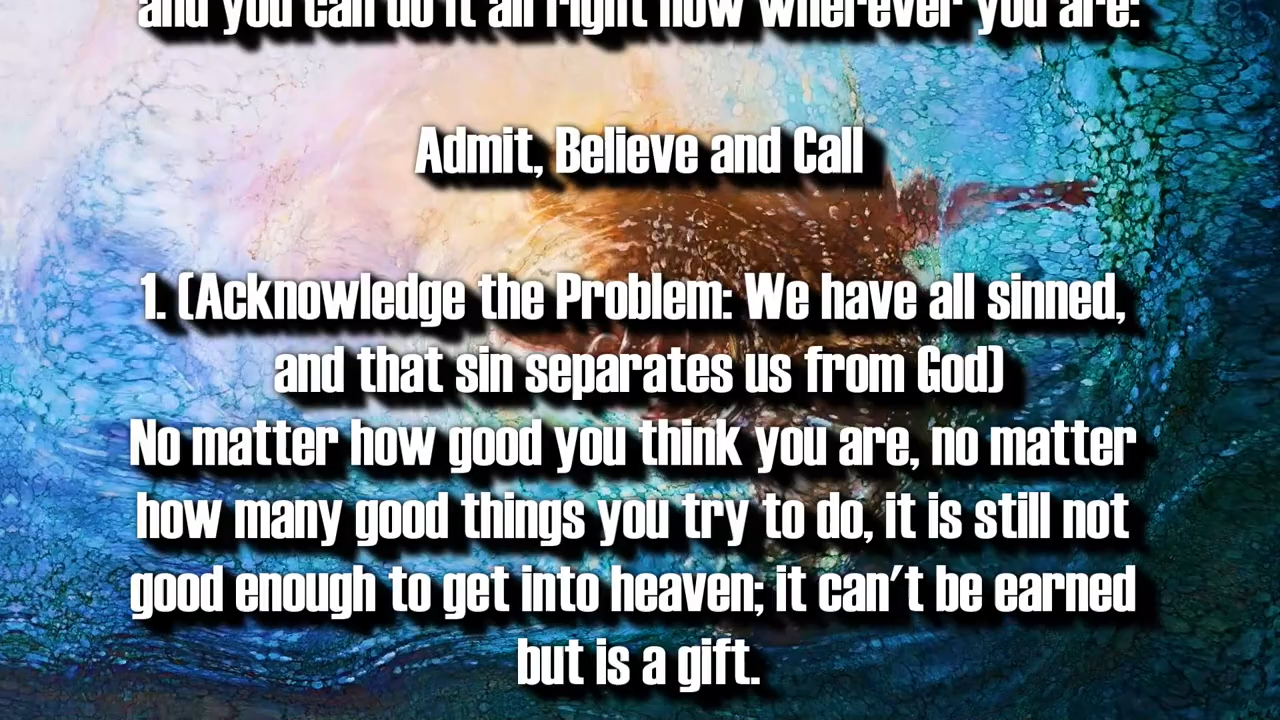 and you can do it all right now wherever you are:
Admit, Believe and Call
1. (Acknowledge the Problem: We have all sinned,
and that sin separates us from God)
No matter how good you think you are, no matter
how many good things you try to do, it is still not
good enough to get into heaven; it can't be earned
but is a gift.